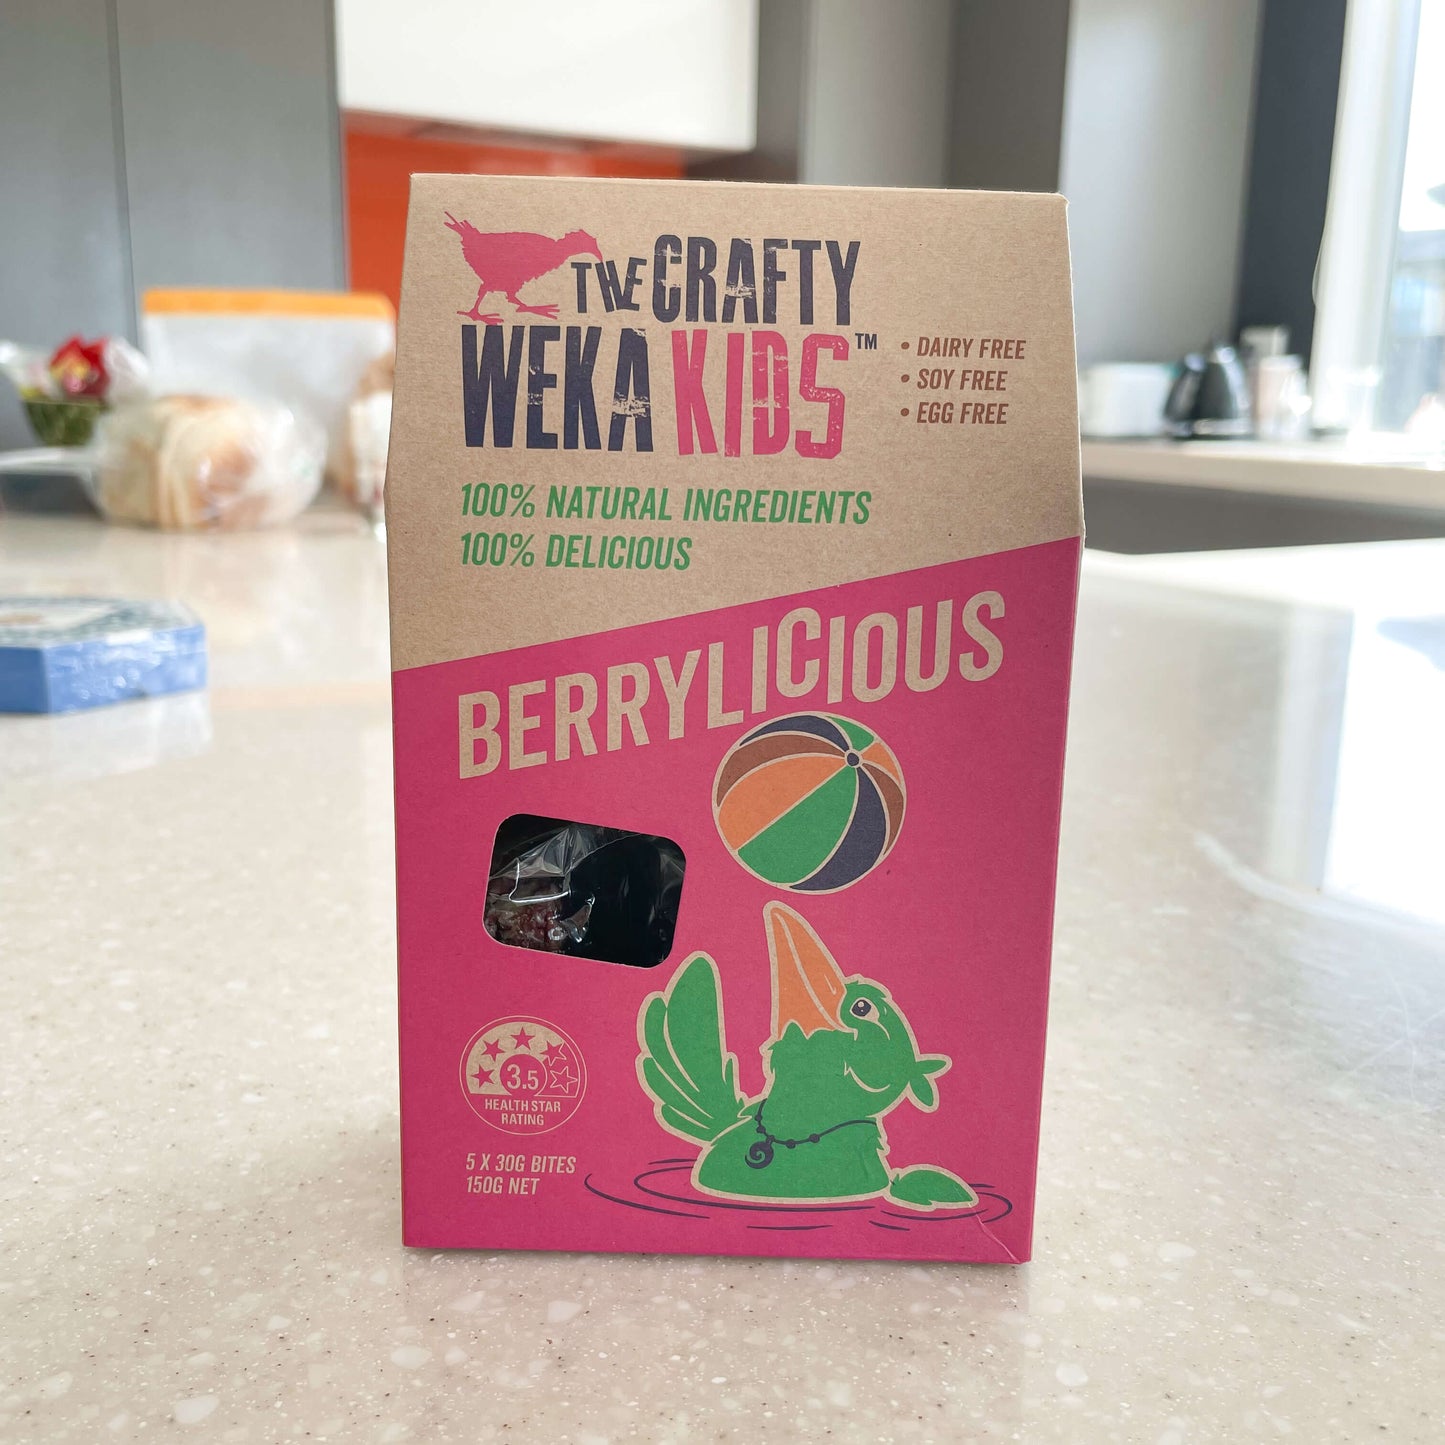 THE CRAFTY
WEKA KIDS™
• DAIRY FREE
• SOY FREE
• EGG FREE
100% NATURAL INGREDIENTS
100% DELICIOUS
BERRYLICIOUS
3.5
HEALTH STAR
RATING
5 X 30G BITES
150G NET